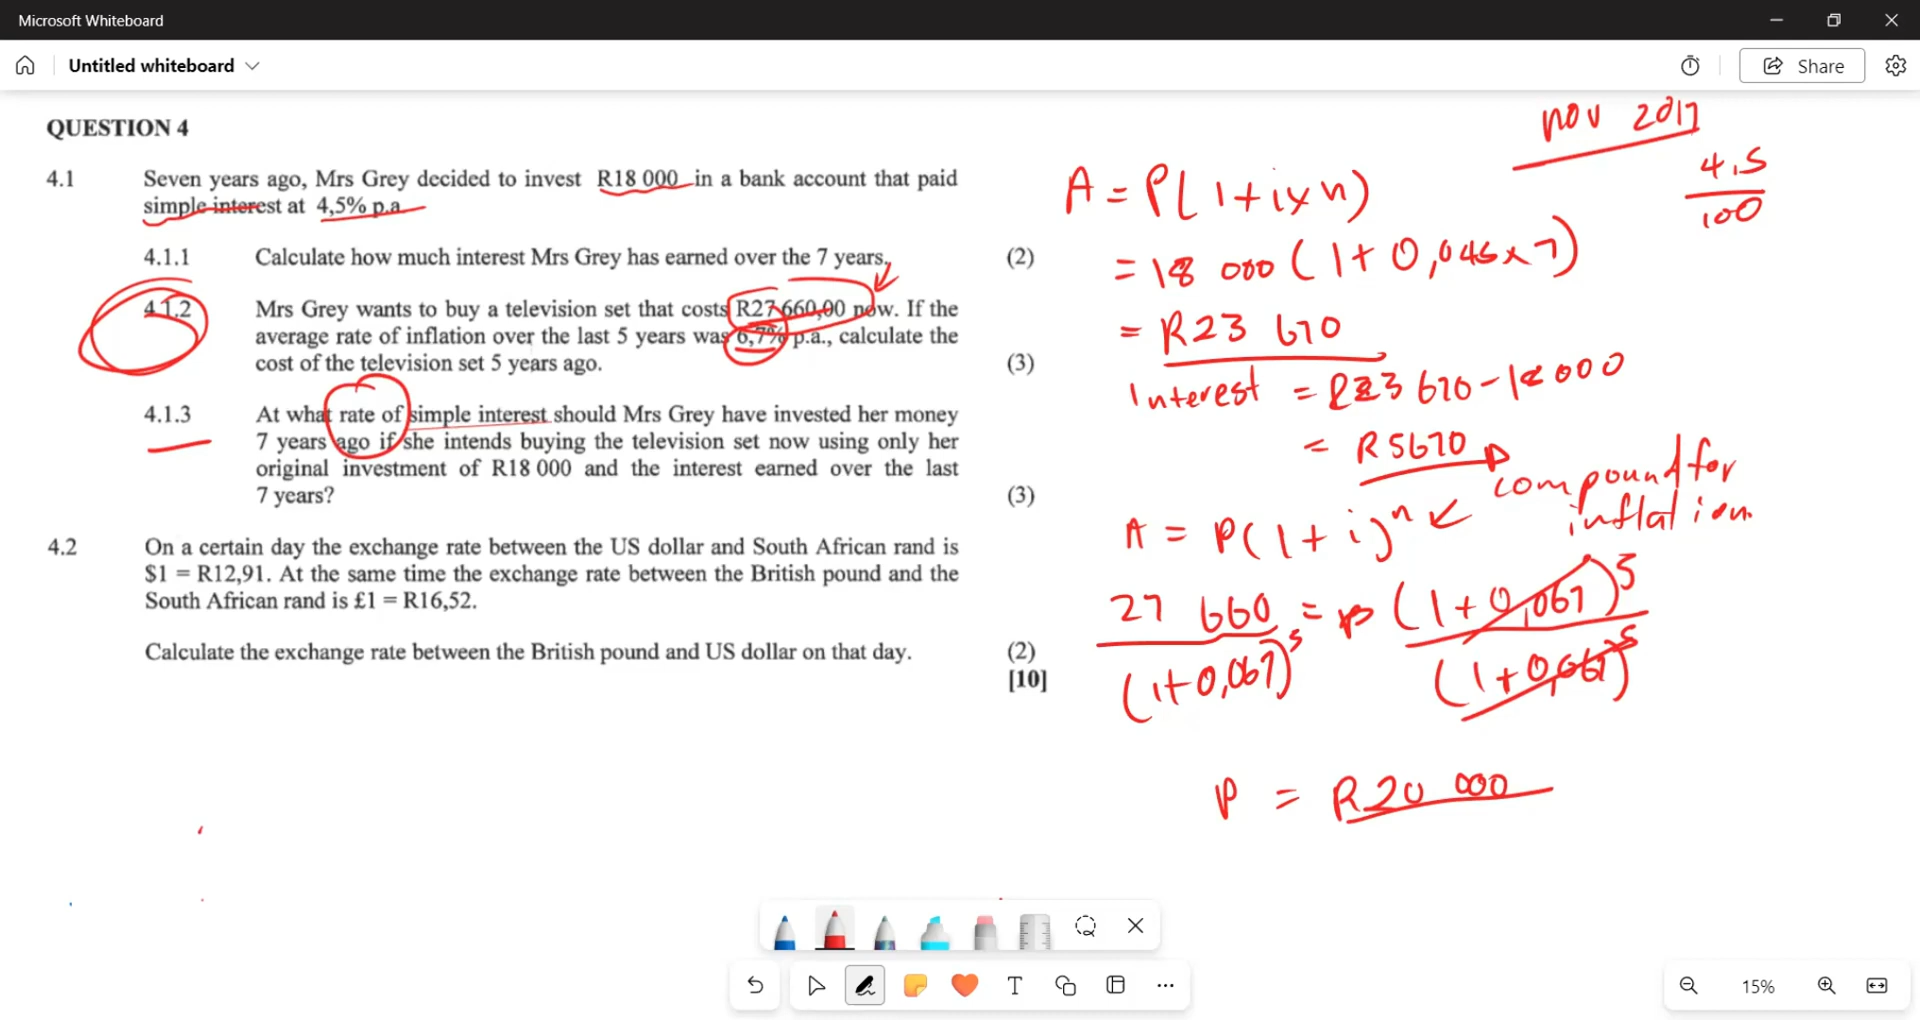 Microsoft Whiteboard
Untitled whiteboard
Share
QUESTION 4
4.1 Seven years ago, Mrs Grey decided to invest R18 000 in a bank account that paid
simple interest at 4,5% p.a.
4.1.1 Calculate how much interest Mrs Grey has earned over the 7 years. (2)
4.1.2 Mrs Grey wants to buy a television set that costs R27 660,00 now. If the
average rate of inflation over the last 5 years was 6,7% p.a., calculate the
cost of the television set 5 years ago. (3)
4.1.3 At what rate of simple interest should Mrs Grey have invested her money
7 years ago if she intends buying the television set now using only her
original investment of R18 000 and the interest earned over the last
7 years? (3)
4.2 On a certain day the exchange rate between the US dollar and South African rand is
$1 = R12,91. At the same time the exchange rate between the British pound and the
South African rand is £1 = R16,52.
Calculate the exchange rate between the British pound and US dollar on that day. (2)
[10]
nov 2017
4,5
100
A = P(1 + i x n)
= 18 000 (1 + 0,045 x 7)
= R23 670
Interest = R23 670 - 18 000
= R5670
compound for
inflation.
A = P(1 + i)^n
27 660 = P (1 + 0,067)^5
(1+0,067)^5 (1+0,067)^5
P = R20 000
15%